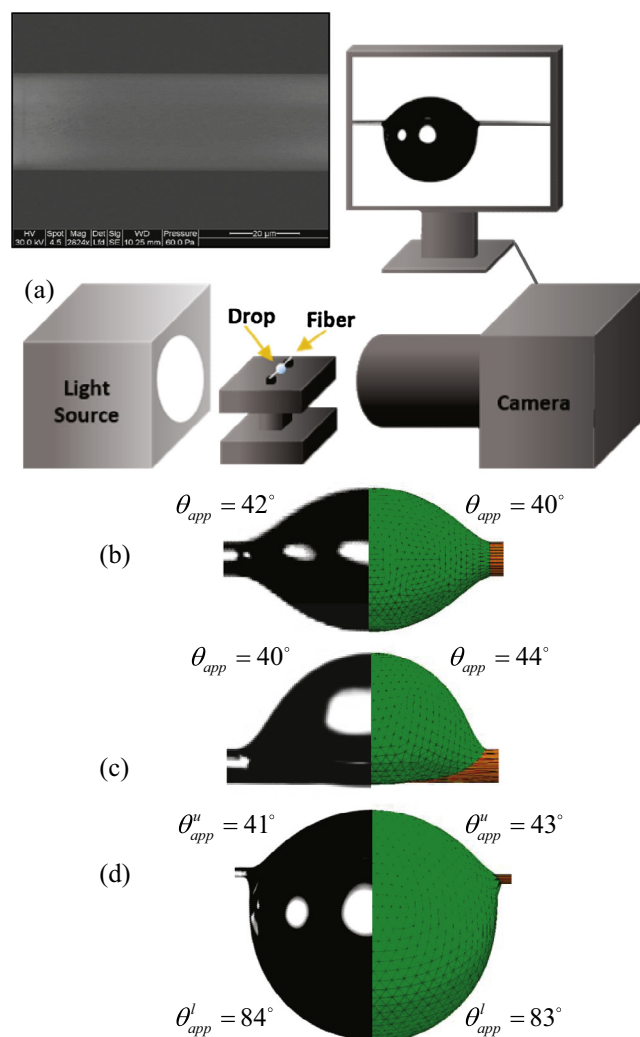 HV Spot Mag Det Sig WD Pressure
30.0 kV 4.5 2824x Lfd SE 10.25 mm 60.0 Pa
20 µm
(a)
Drop Fiber
Light Source
Camera
θapp = 42° θapp = 40°
(b)
θapp = 40° θapp = 44°
(c)
θᵘapp = 41° θᵘapp = 43°
(d)
θˡapp = 84° θˡapp = 83°